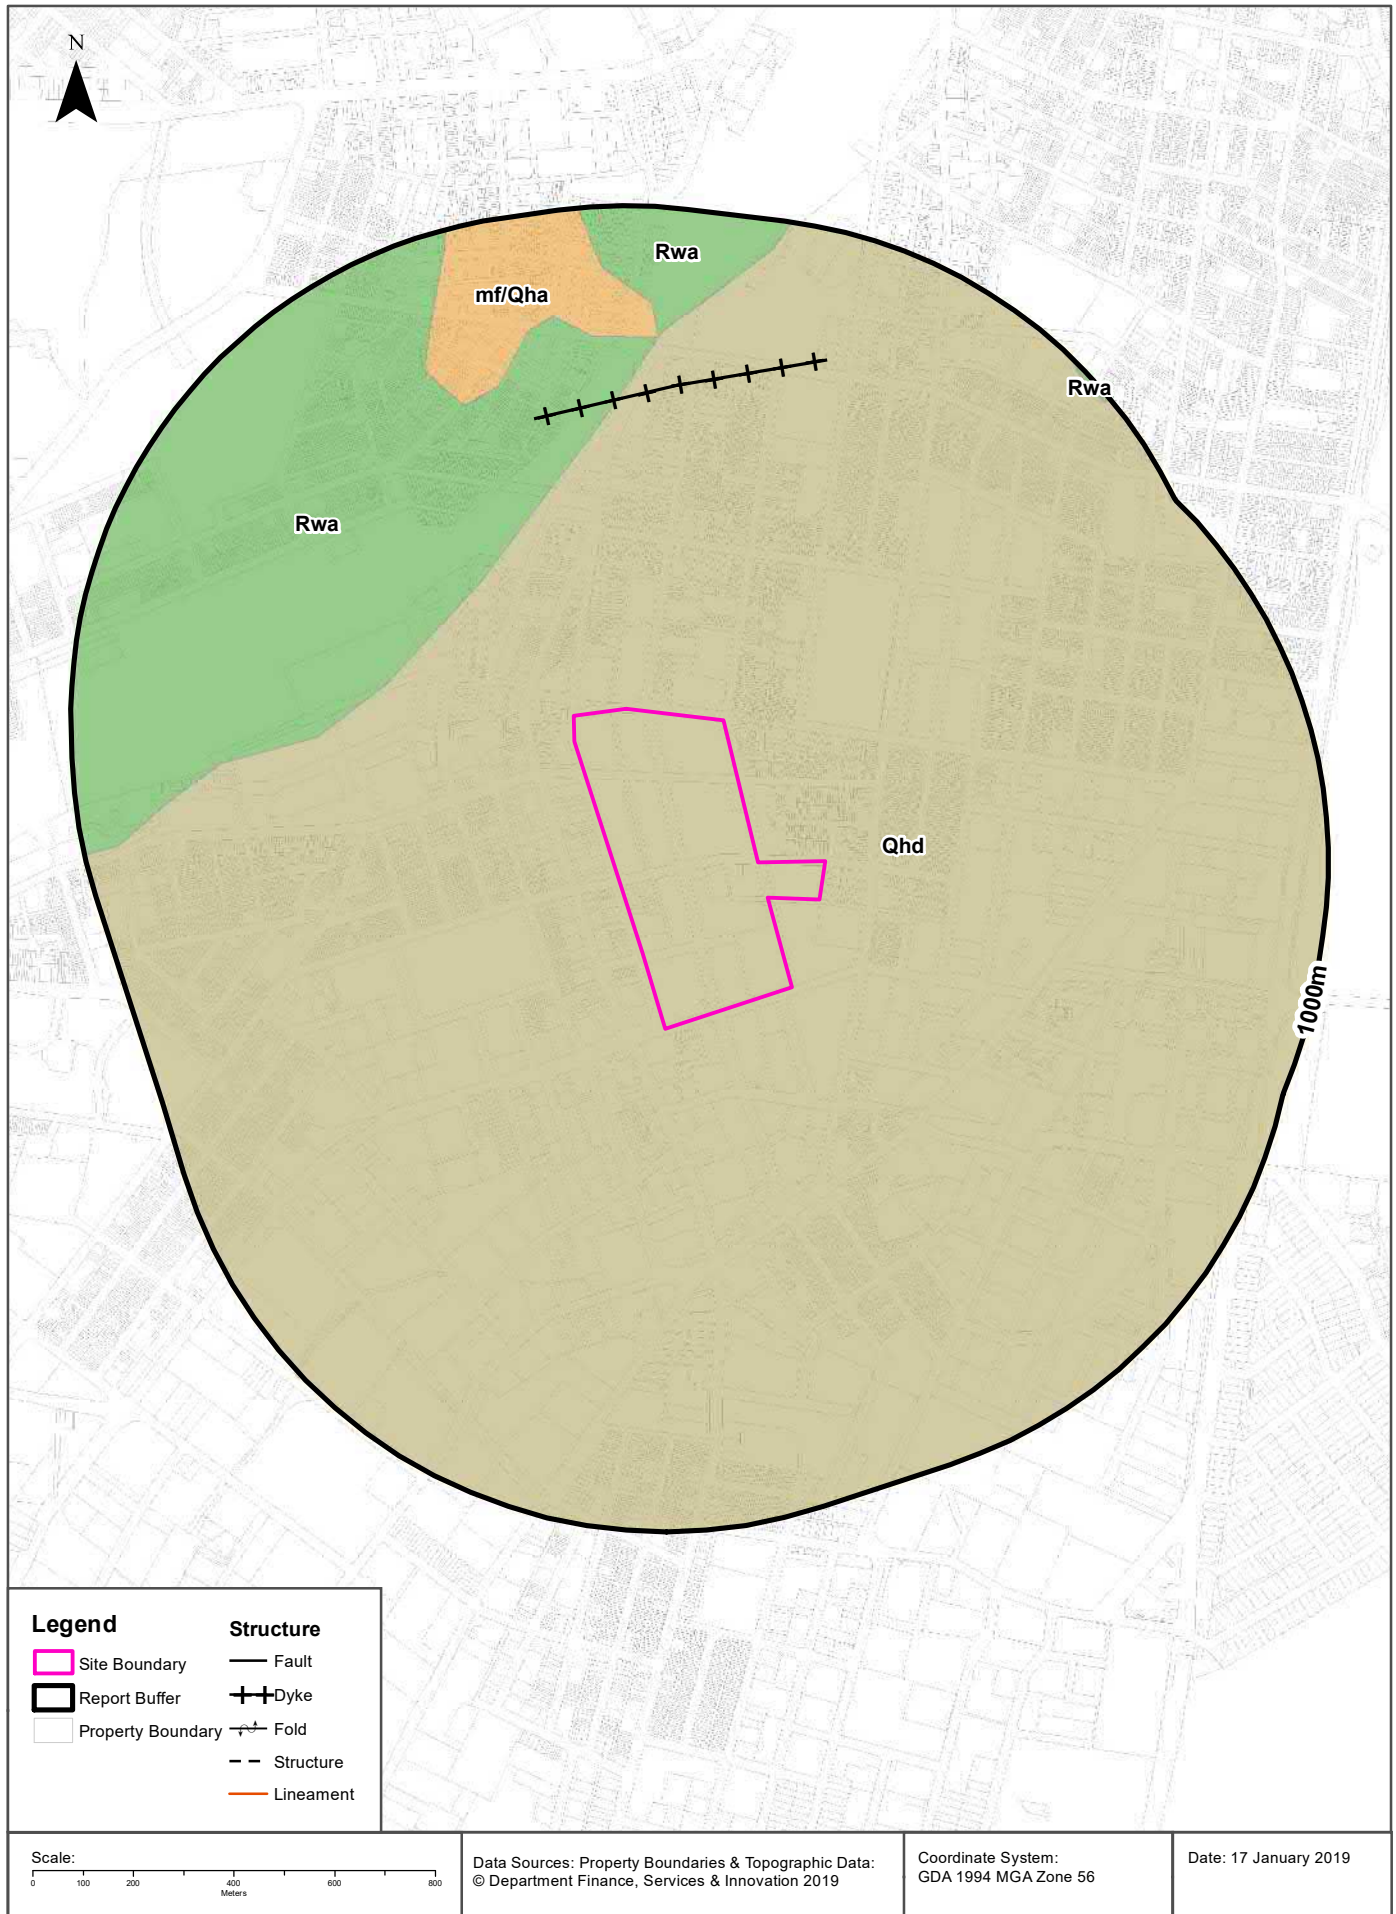 N
Rwa
mf/Qha
Rwa
Rwa
Qhd
1000m
Legend
Site Boundary
Report Buffer
Property Boundary
Structure
Fault
Dyke
Fold
Structure
Lineament
Scale:
0 100 200 400 600 800
Meters
Data Sources: Property Boundaries & Topographic Data:
© Department Finance, Services & Innovation 2019
Coordinate System:
GDA 1994 MGA Zone 56
Date: 17 January 2019